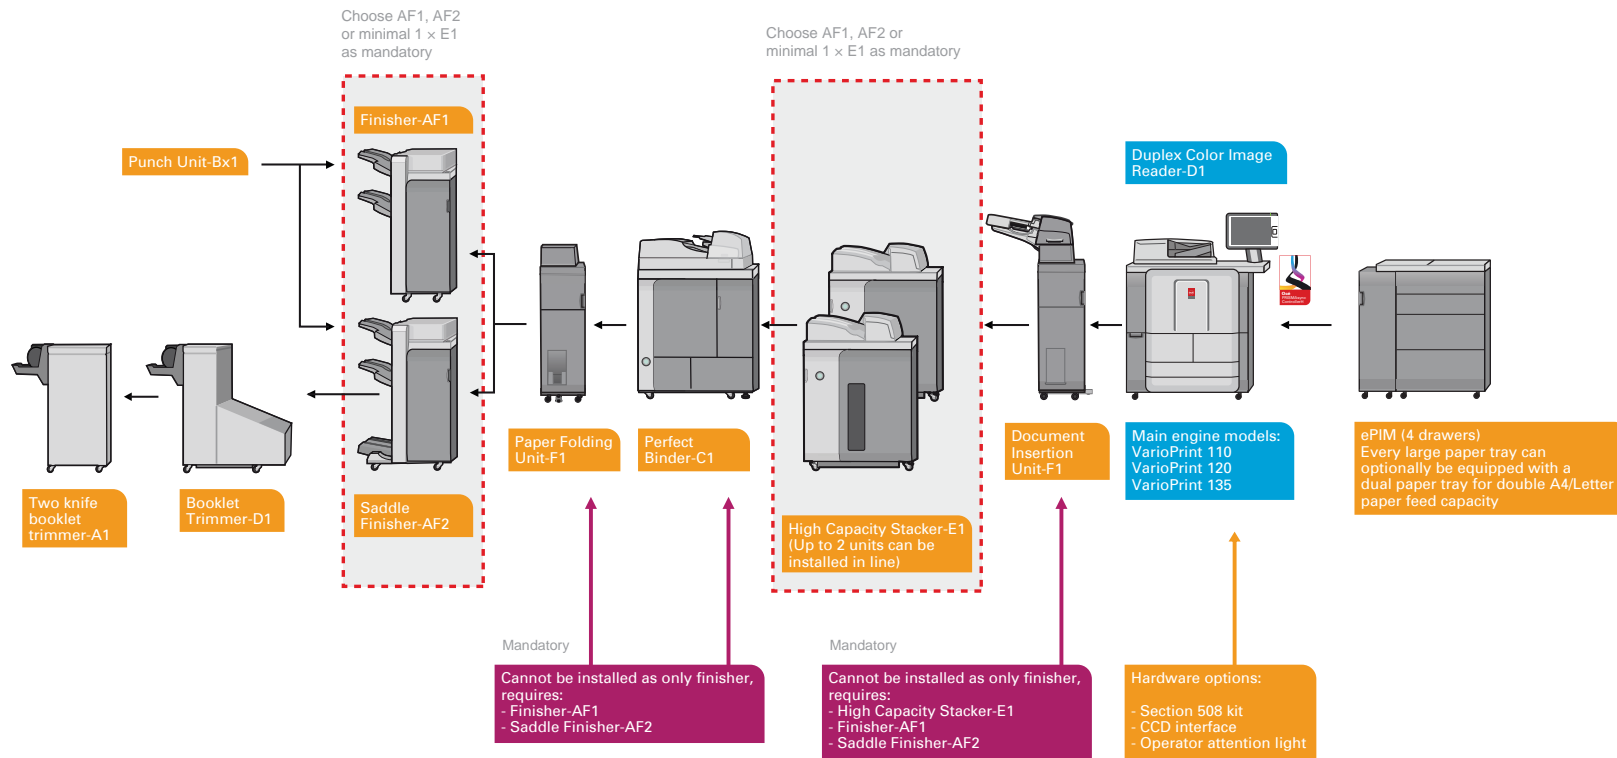 Choose AF1, AF2
or minimal 1 × E1
as mandatory
Choose AF1, AF2 or
minimal 1 × E1 as mandatory
Finisher-AF1
Punch Unit-Bx1
Duplex Color Image
Reader-D1
Paper Folding
Unit-F1
Perfect
Binder-C1
Document
Insertion
Unit-F1
Main engine models:
VarioPrint 110
VarioPrint 120
VarioPrint 135
ePIM (4 drawers)
Every large paper tray can
optionally be equipped with a
dual paper tray for double A4/Letter
paper feed capacity
Two knife
booklet
trimmer-A1
Booklet
Trimmer-D1
Saddle
Finisher-AF2
High Capacity Stacker-E1
(Up to 2 units can be
installed in line)
Mandatory
Cannot be installed as only finisher,
requires:
- Finisher-AF1
- Saddle Finisher-AF2
Mandatory
Cannot be installed as only finisher,
requires:
- High Capacity Stacker-E1
- Finisher-AF1
- Saddle Finisher-AF2
Hardware options:
- Section 508 kit
- CCD interface
- Operator attention light